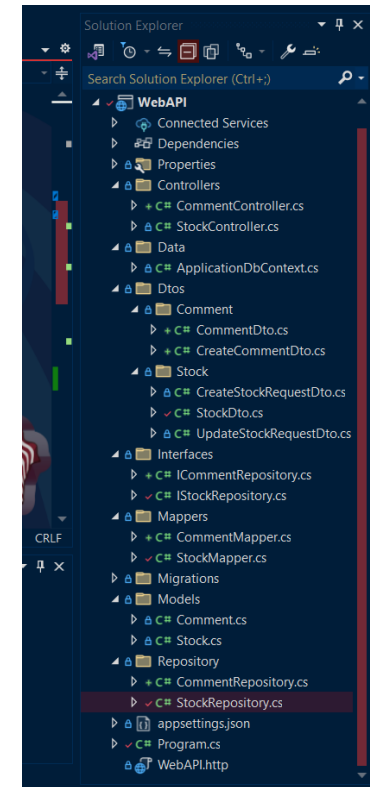 Solution Explorer
Search Solution Explorer (Ctrl+;)
WebAPI
Connected Services
Dependencies
Properties
Controllers
+ C# CommentController.cs
C# StockController.cs
Data
C# ApplicationDbContext.cs
Dtos
Comment
+ C# CommentDto.cs
+ C# CreateCommentDto.cs
Stock
C# CreateStockRequestDto.cs
C# StockDto.cs
C# UpdateStockRequestDto.cs
Interfaces
+ C# ICommentRepository.cs
C# IStockRepository.cs
Mappers
+ C# CommentMapper.cs
C# StockMapper.cs
CRLF
Migrations
Models
C# Comment.cs
C# Stock.cs
Repository
+ C# CommentRepository.cs
C# StockRepository.cs
appsettings.json
C# Program.cs
WebAPI.http